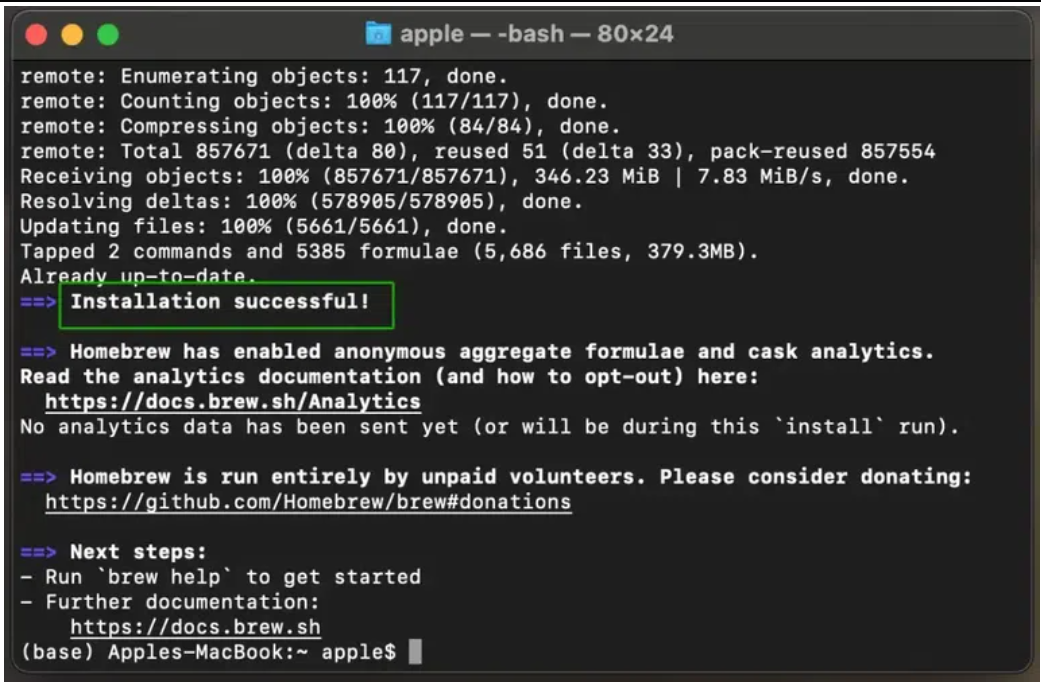 apple — -bash — 80×24
remote: Enumerating objects: 117, done.
remote: Counting objects: 100% (117/117), done.
remote: Compressing objects: 100% (84/84), done.
remote: Total 857671 (delta 80), reused 51 (delta 33), pack-reused 857554
Receiving objects: 100% (857671/857671), 346.23 MiB | 7.83 MiB/s, done.
Resolving deltas: 100% (578905/578905), done.
Updating files: 100% (5661/5661), done.
Tapped 2 commands and 5385 formulae (5,686 files, 379.3MB).
Already up-to-date.
==> Installation successful!
==> Homebrew has enabled anonymous aggregate formulae and cask analytics.
Read the analytics documentation (and how to opt-out) here:
https://docs.brew.sh/Analytics
No analytics data has been sent yet (or will be during this `install` run).
==> Homebrew is run entirely by unpaid volunteers. Please consider donating:
https://github.com/Homebrew/brew#donations
==> Next steps:
- Run `brew help` to get started
- Further documentation:
https://docs.brew.sh
(base) Apples-MacBook:~ apple$